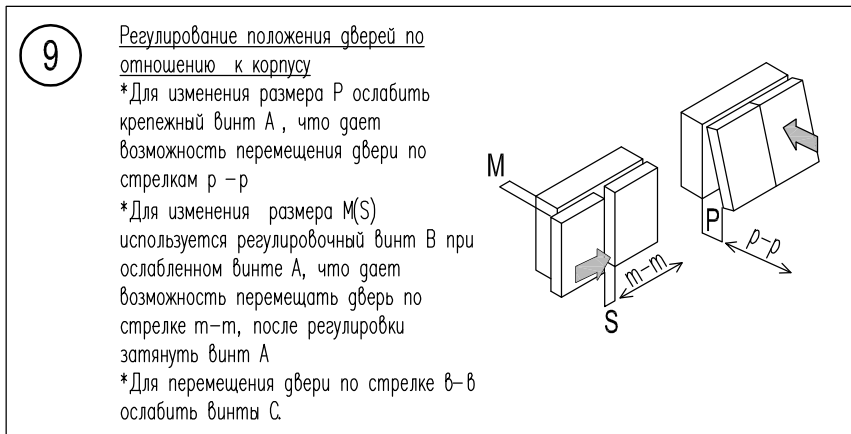 9
Регулирование положения дверей по
отношению к корпусу
*Для изменения размера P ослабить
крепежный винт A , что дает
возможность перемещения двери по
стрелкам p –p
*Для изменения размера M(S)
используется регулировочный винт B при
ослабленном винте A, что дает
возможность перемещать дверь по
стрелке m–m, после регулировки
затянуть винт A
*Для перемещения двери по стрелке в–в
ослабить винты C.
M
S
m–m
P
p–p